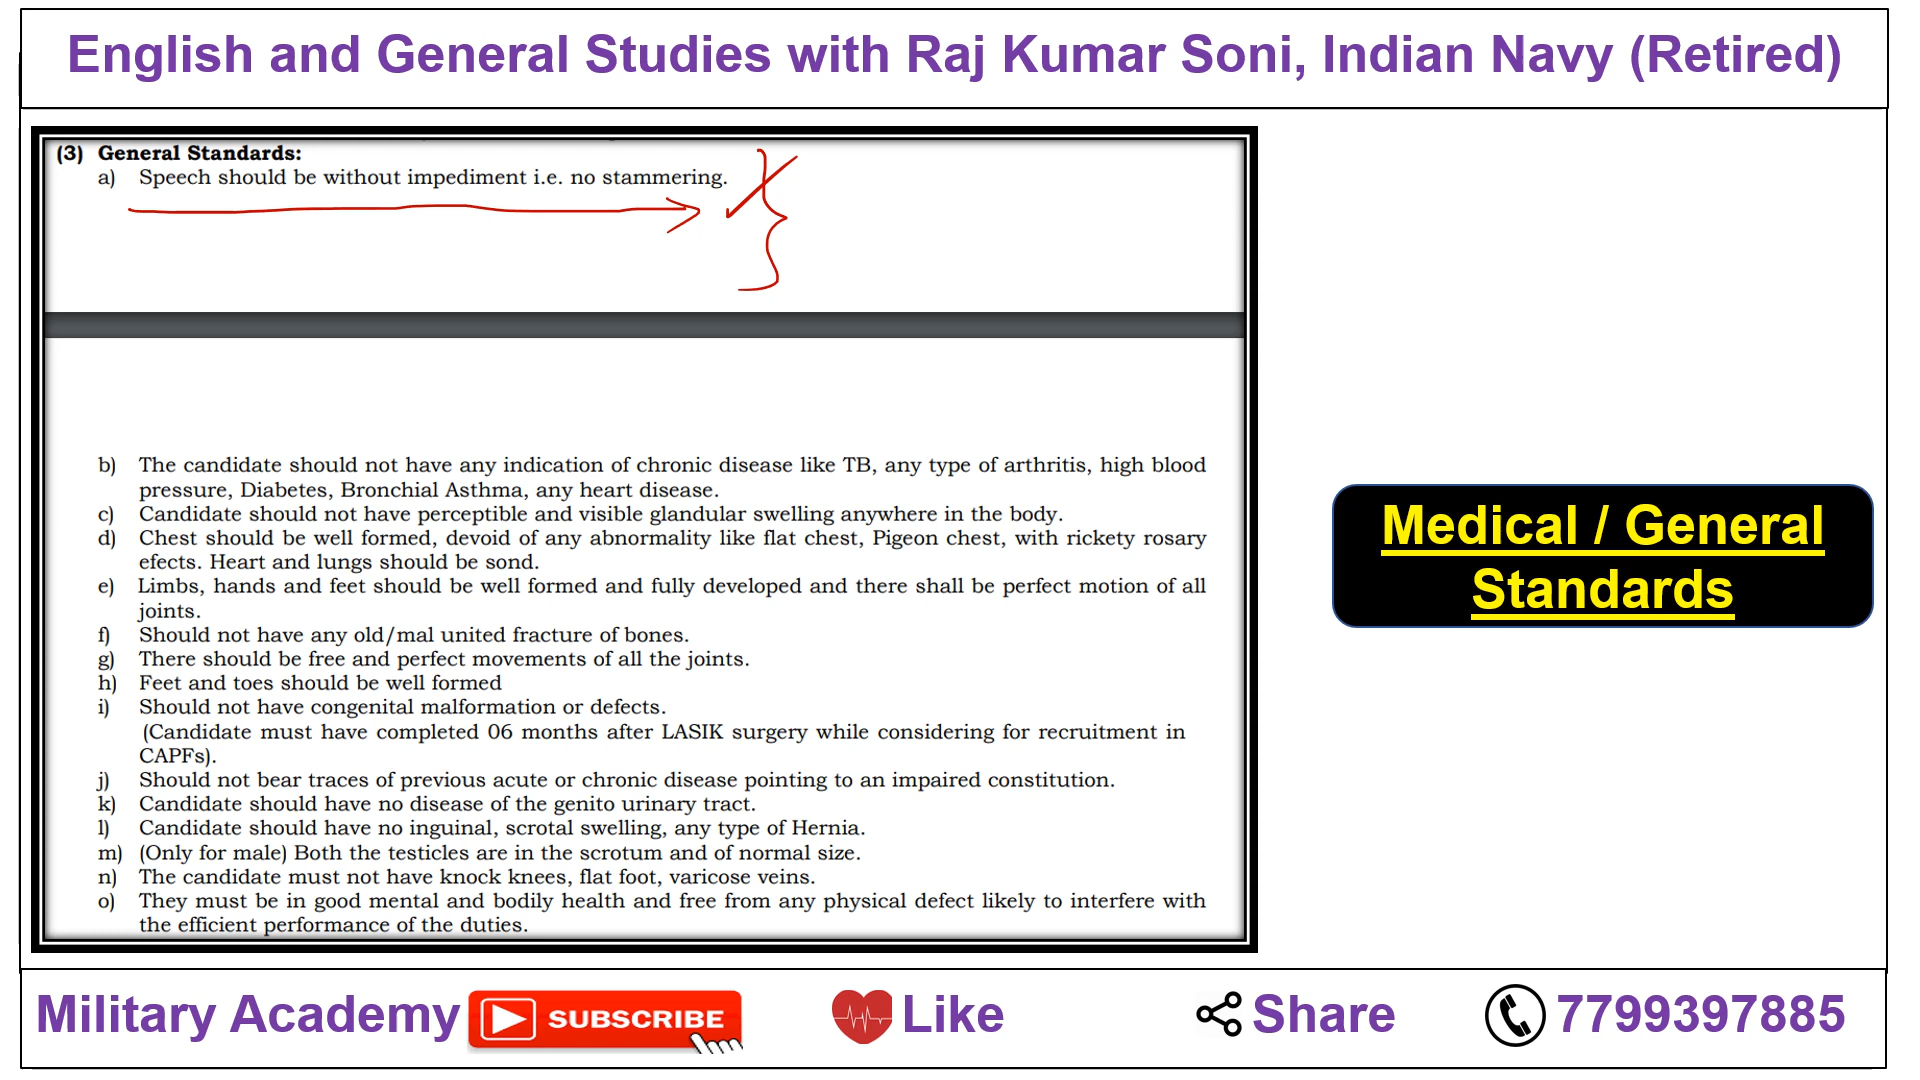 English and General Studies with Raj Kumar Soni, Indian Navy (Retired)
(3) General Standards:
a) Speech should be without impediment i.e. no stammering.
b) The candidate should not have any indication of chronic disease like TB, any type of arthritis, high blood
pressure, Diabetes, Bronchial Asthma, any heart disease.
c) Candidate should not have perceptible and visible glandular swelling anywhere in the body.
d) Chest should be well formed, devoid of any abnormality like flat chest, Pigeon chest, with rickety rosary
efects. Heart and lungs should be sond.
e) Limbs, hands and feet should be well formed and fully developed and there shall be perfect motion of all
joints.
f) Should not have any old/mal united fracture of bones.
g) There should be free and perfect movements of all the joints.
h) Feet and toes should be well formed
i) Should not have congenital malformation or defects.
(Candidate must have completed 06 months after LASIK surgery while considering for recruitment in
CAPFs).
j) Should not bear traces of previous acute or chronic disease pointing to an impaired constitution.
k) Candidate should have no disease of the genito urinary tract.
l) Candidate should have no inguinal, scrotal swelling, any type of Hernia.
m) (Only for male) Both the testicles are in the scrotum and of normal size.
n) The candidate must not have knock knees, flat foot, varicose veins.
o) They must be in good mental and bodily health and free from any physical defect likely to interfere with
the efficient performance of the duties.
Medical / General
Standards
Military Academy SUBSCRIBE Like Share 7799397885